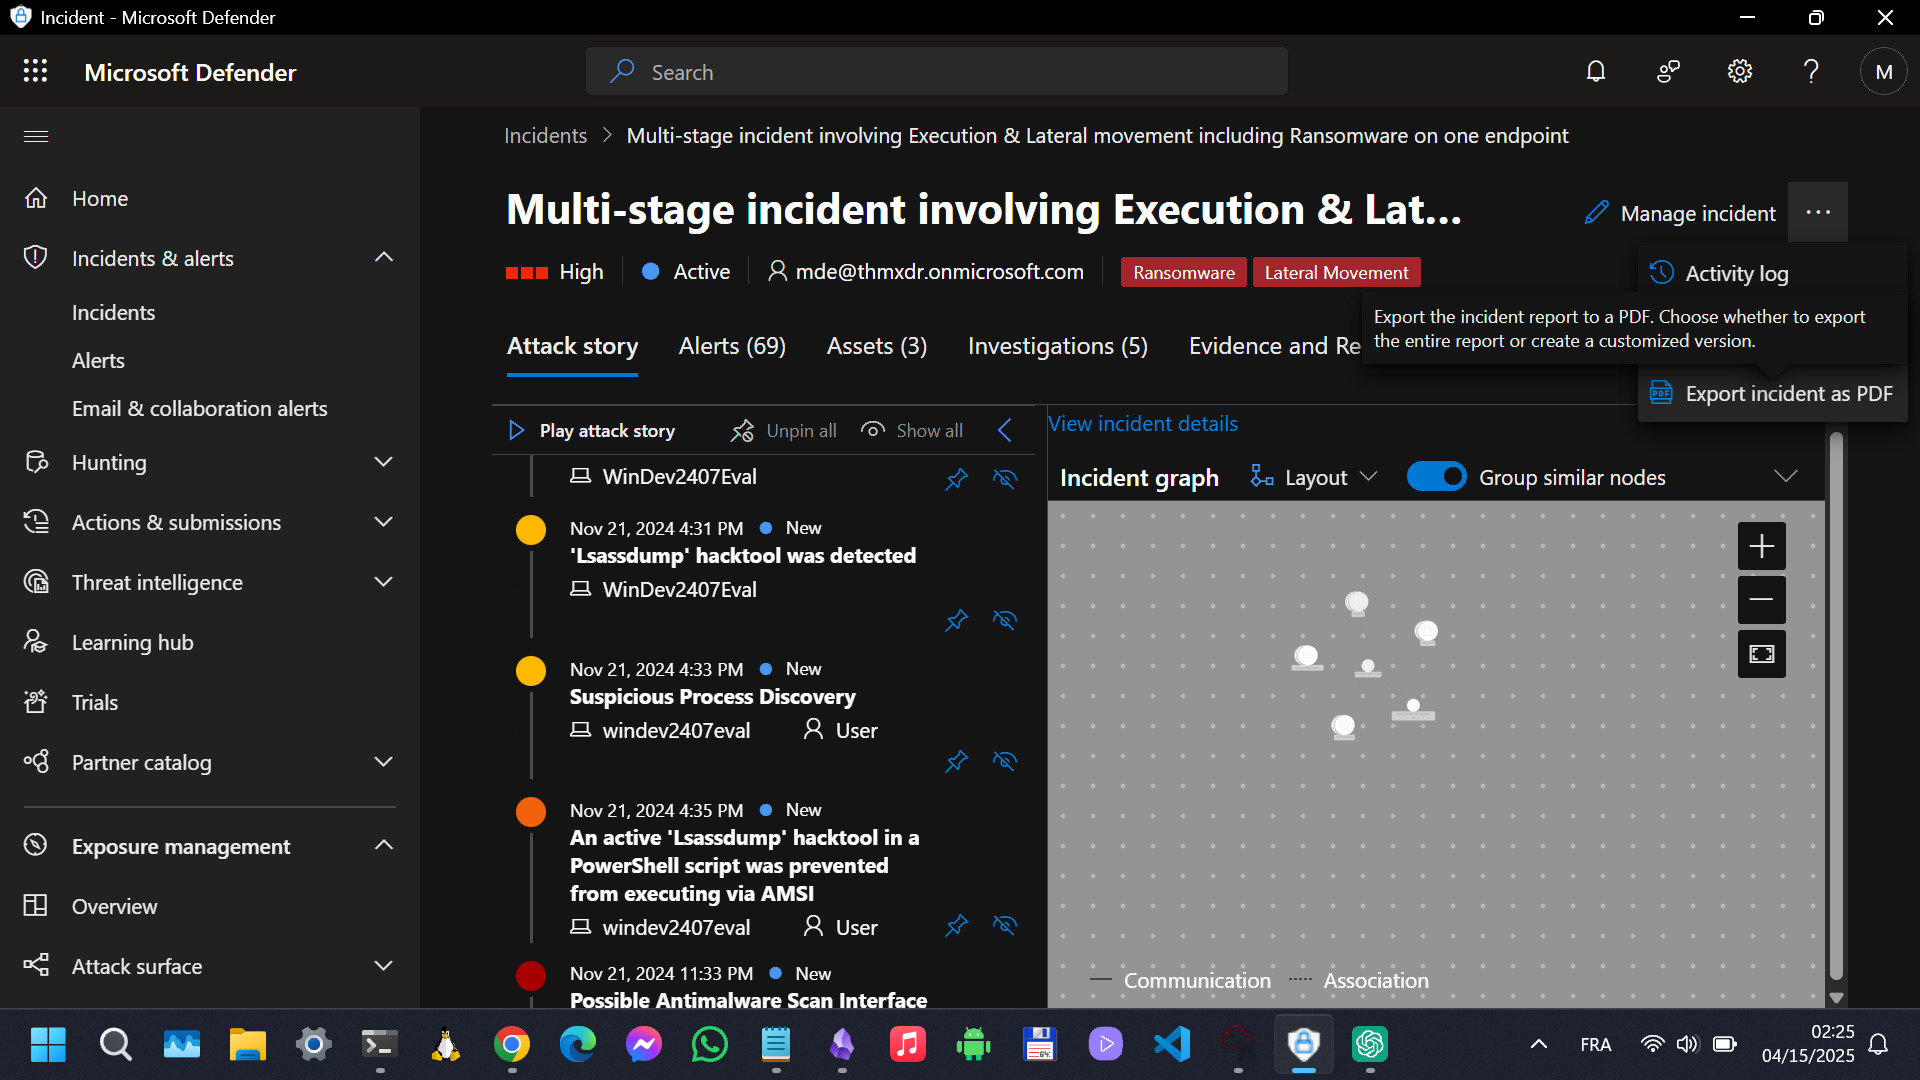 Incident - Microsoft Defender
Microsoft Defender
Search
M
Home
Incidents & alerts
Incidents
Alerts
Email & collaboration alerts
Hunting
Actions & submissions
Threat intelligence
Learning hub
Trials
Partner catalog
Exposure management
Overview
Attack surface
Incidents > Multi-stage incident involving Execution & Lateral movement including Ransomware on one endpoint
Multi-stage incident involving Execution & Lat...
Manage incident
High
Active
mde@thmxdr.onmicrosoft.com
Ransomware
Lateral Movement
Activity log
Export the incident report to a PDF. Choose whether to export
the entire report or create a customized version.
Export incident as PDF
Attack story
Alerts (69)
Assets (3)
Investigations (5)
Evidence and Re
Play attack story
Unpin all
Show all
WinDev2407Eval
Nov 21, 2024 4:31 PM New
'Lsassdump' hacktool was detected
WinDev2407Eval
Nov 21, 2024 4:33 PM New
Suspicious Process Discovery
windev2407eval User
Nov 21, 2024 4:35 PM New
An active 'Lsassdump' hacktool in a
PowerShell script was prevented
from executing via AMSI
windev2407eval User
Nov 21, 2024 11:33 PM New
Possible Antimalware Scan Interface
View incident details
Incident graph
Layout
Group similar nodes
Communication
Association
FRA
02:25
04/15/2025